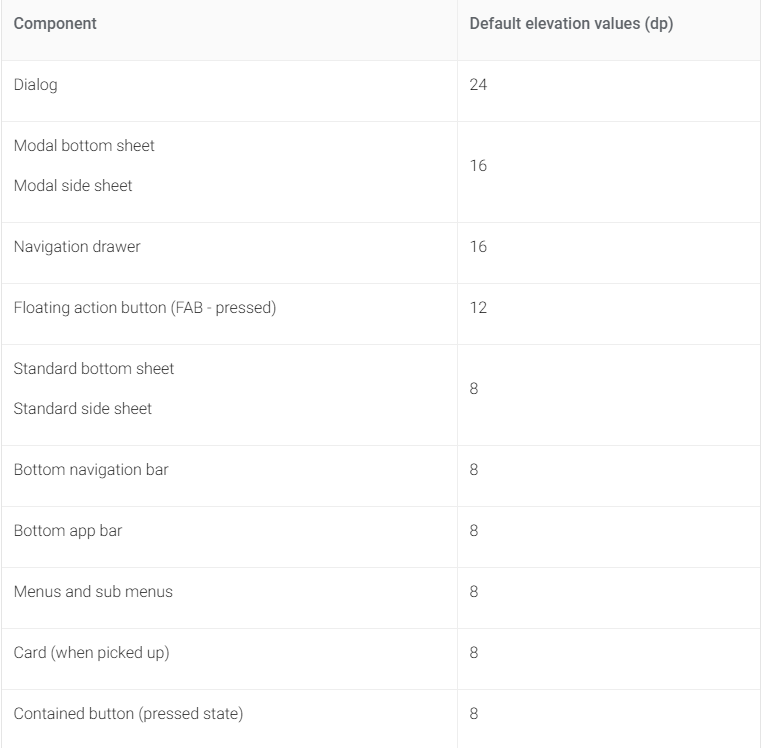 Component Default elevation values (dp)
Dialog 24
Modal bottom sheet
16
Modal side sheet
Navigation drawer 16
Floating action button (FAB - pressed) 12
Standard bottom sheet
8
Standard side sheet
Bottom navigation bar 8
Bottom app bar 8
Menus and sub menus 8
Card (when picked up) 8
Contained button (pressed state) 8